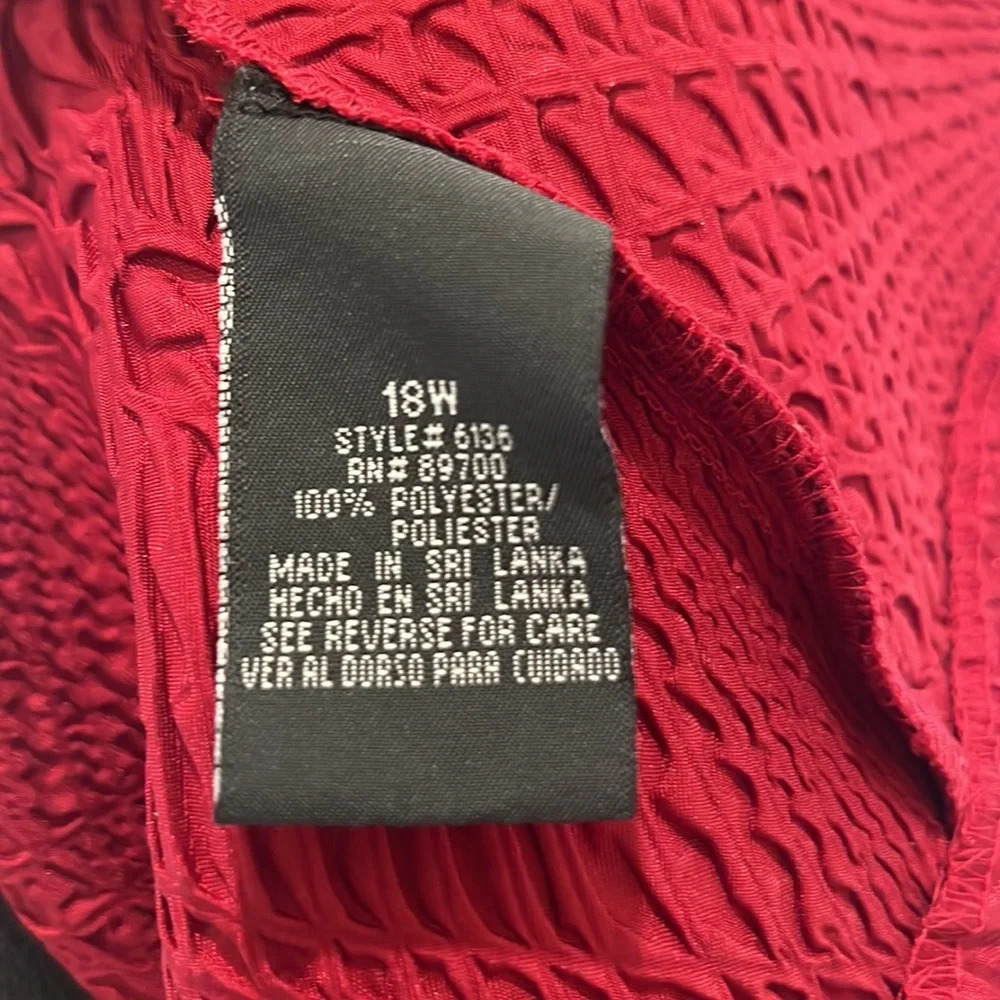 18W
STYLE# 6136
RN# 89700
100% POLYESTER/
POLIESTER
MADE IN SRI LANKA
HECHO EN SRI LANKA
SEE REVERSE FOR CARE
VER AL DORSO PARA CUIDADO